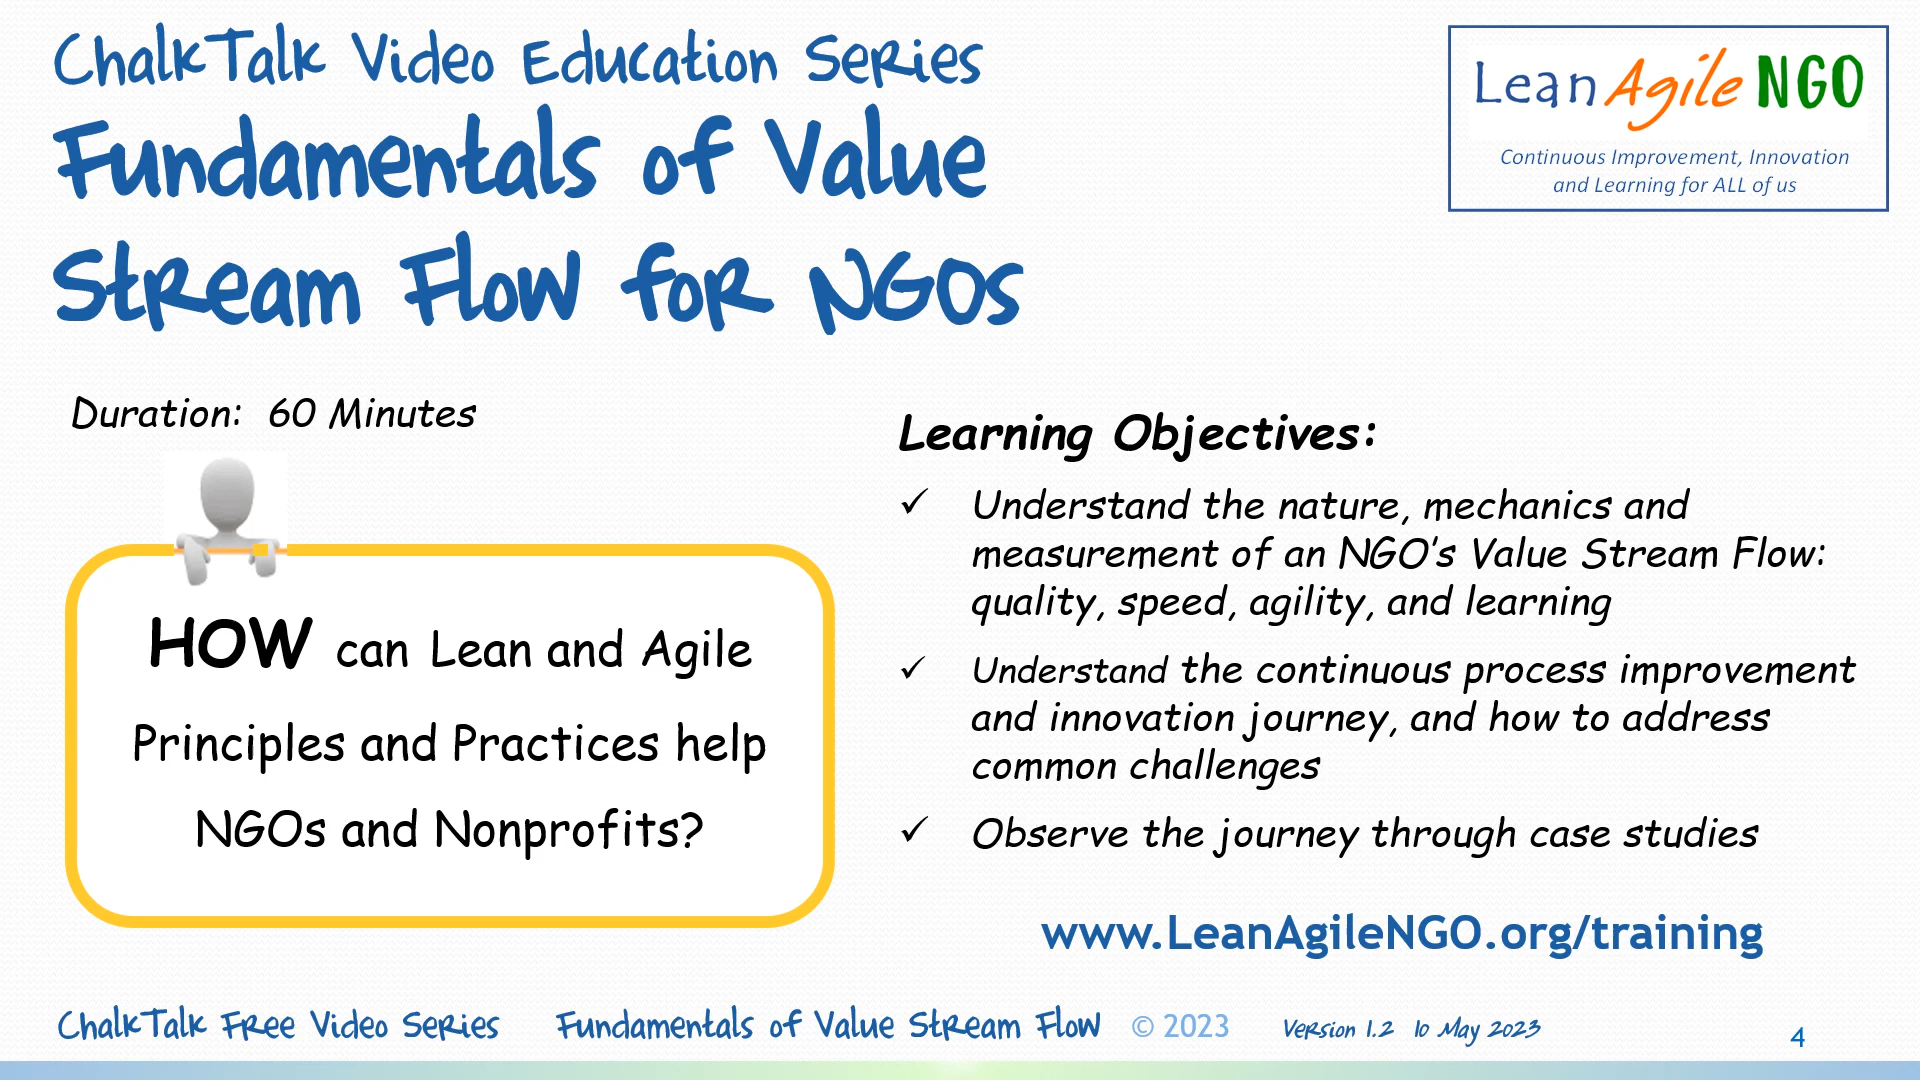 ChalkTalk Video Education Series
Fundamentals of Value
Stream Flow for NGOs
Lean Agile NGO
Continuous Improvement, Innovation
and Learning for ALL of us
Duration: 60 Minutes
HOW can Lean and Agile
Principles and Practices help
NGOs and Nonprofits?
Learning Objectives:
✓ Understand the nature, mechanics and
measurement of an NGO's Value Stream Flow:
quality, speed, agility, and learning
✓ Understand the continuous process improvement
and innovation journey, and how to address
common challenges
✓ Observe the journey through case studies
www.LeanAgileNGO.org/training
ChalkTalk Free Video Series Fundamentals of Value Stream Flow © 2023 Version 1.2 10 May 2023 4